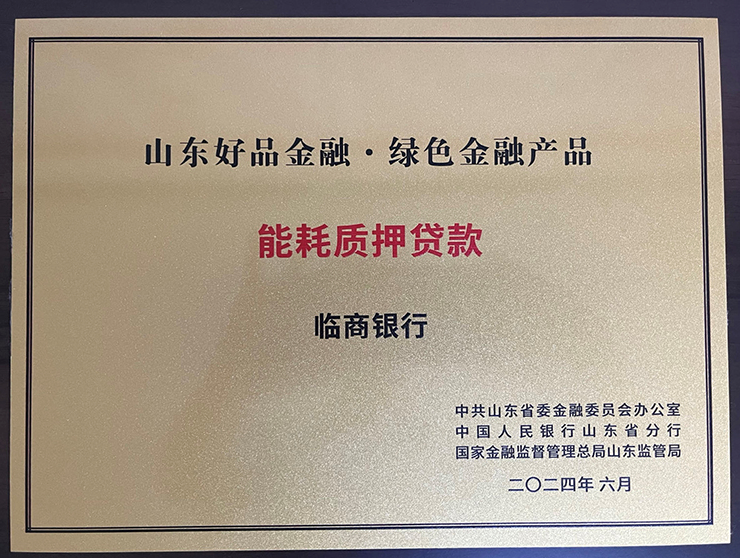 山东好品金融·绿色金融产品
能耗质押贷款
临商银行
中共山东省委金融委员会办公室
中国人民银行山东省分行
国家金融监督管理总局山东监管局
二〇二四年 六月